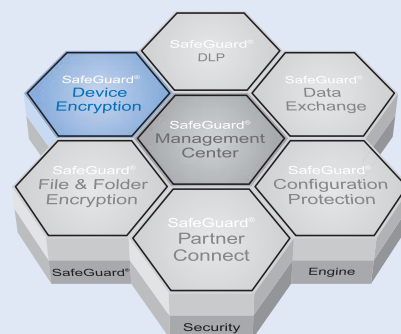 SafeGuard®
DLP
SafeGuard®
Device
Encryption
SafeGuard®
Data
Exchange
SafeGuard®
Management
Center
SafeGuard®
File & Folder
Encryption
SafeGuard®
Configuration
Protection
SafeGuard®
Partner
Connect
SafeGuard®
Security
Engine